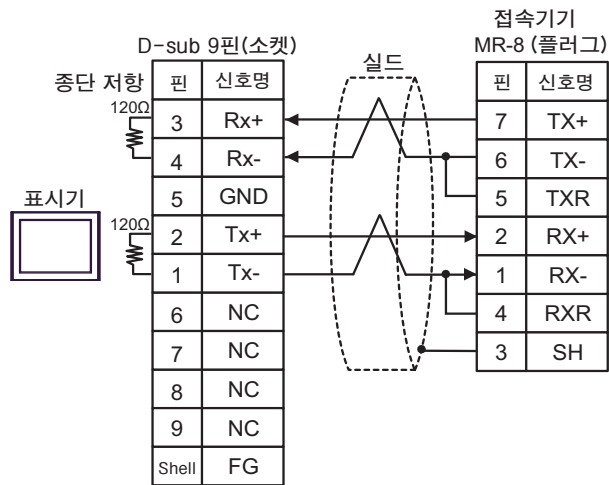 접속기기
D-sub 9핀(소켓)
MR-8 (플러그)
실드
종단 저항
핀 신호명
핀 신호명
120Ω
3 Rx+
7 TX+
4 Rx-
6 TX-
5 GND
5 TXR
표시기
120Ω
2 Tx+
2 RX+
1 Tx-
1 RX-
6 NC
4 RXR
7 NC
3 SH
8 NC
9 NC
Shell FG